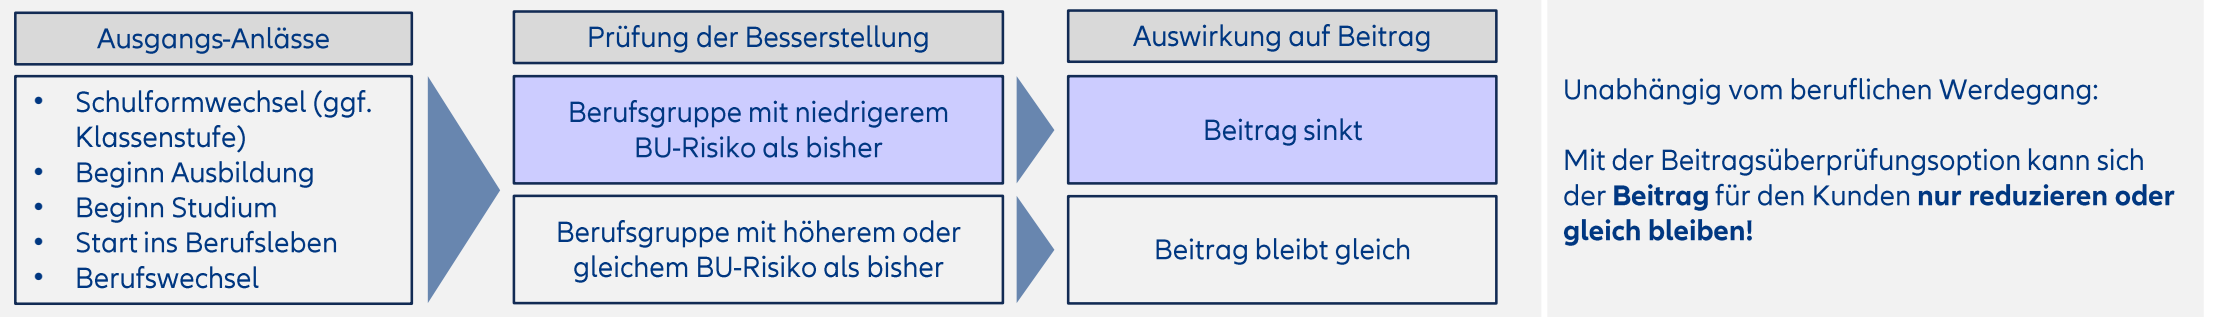 Ausgangs-Anlässe
• Schulformwechsel (ggf.
Klassenstufe)
• Beginn Ausbildung
• Beginn Studium
• Start ins Berufsleben
• Berufswechsel
Prüfung der Besserstellung
Berufsgruppe mit niedrigerem
BU-Risiko als bisher
Berufsgruppe mit höherem oder
gleichem BU-Risiko als bisher
Auswirkung auf Beitrag
Beitrag sinkt
Beitrag bleibt gleich
Unabhängig vom beruflichen Werdegang:
Mit der Beitragsüberprüfungsoption kann sich
der Beitrag für den Kunden nur reduzieren oder
gleich bleiben!